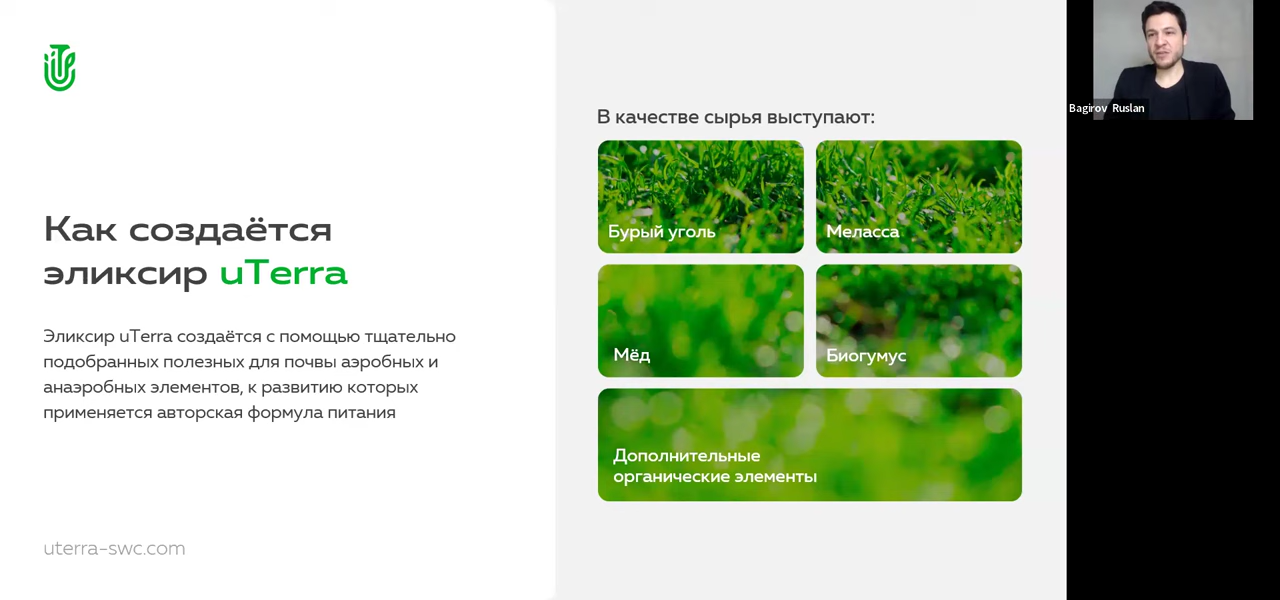 Как создаётся
эликсир uTerra
Эликсир uTerra создаётся с помощью тщательно
подобранных полезных для почвы аэробных и
анаэробных элементов, к развитию которых
применяется авторская формула питания
uterra-swc.com
В качестве сырья выступают:
Бурый уголь
Меласса
Мёд
Биогумус
Дополнительные
органические элементы
Bagirov Ruslan